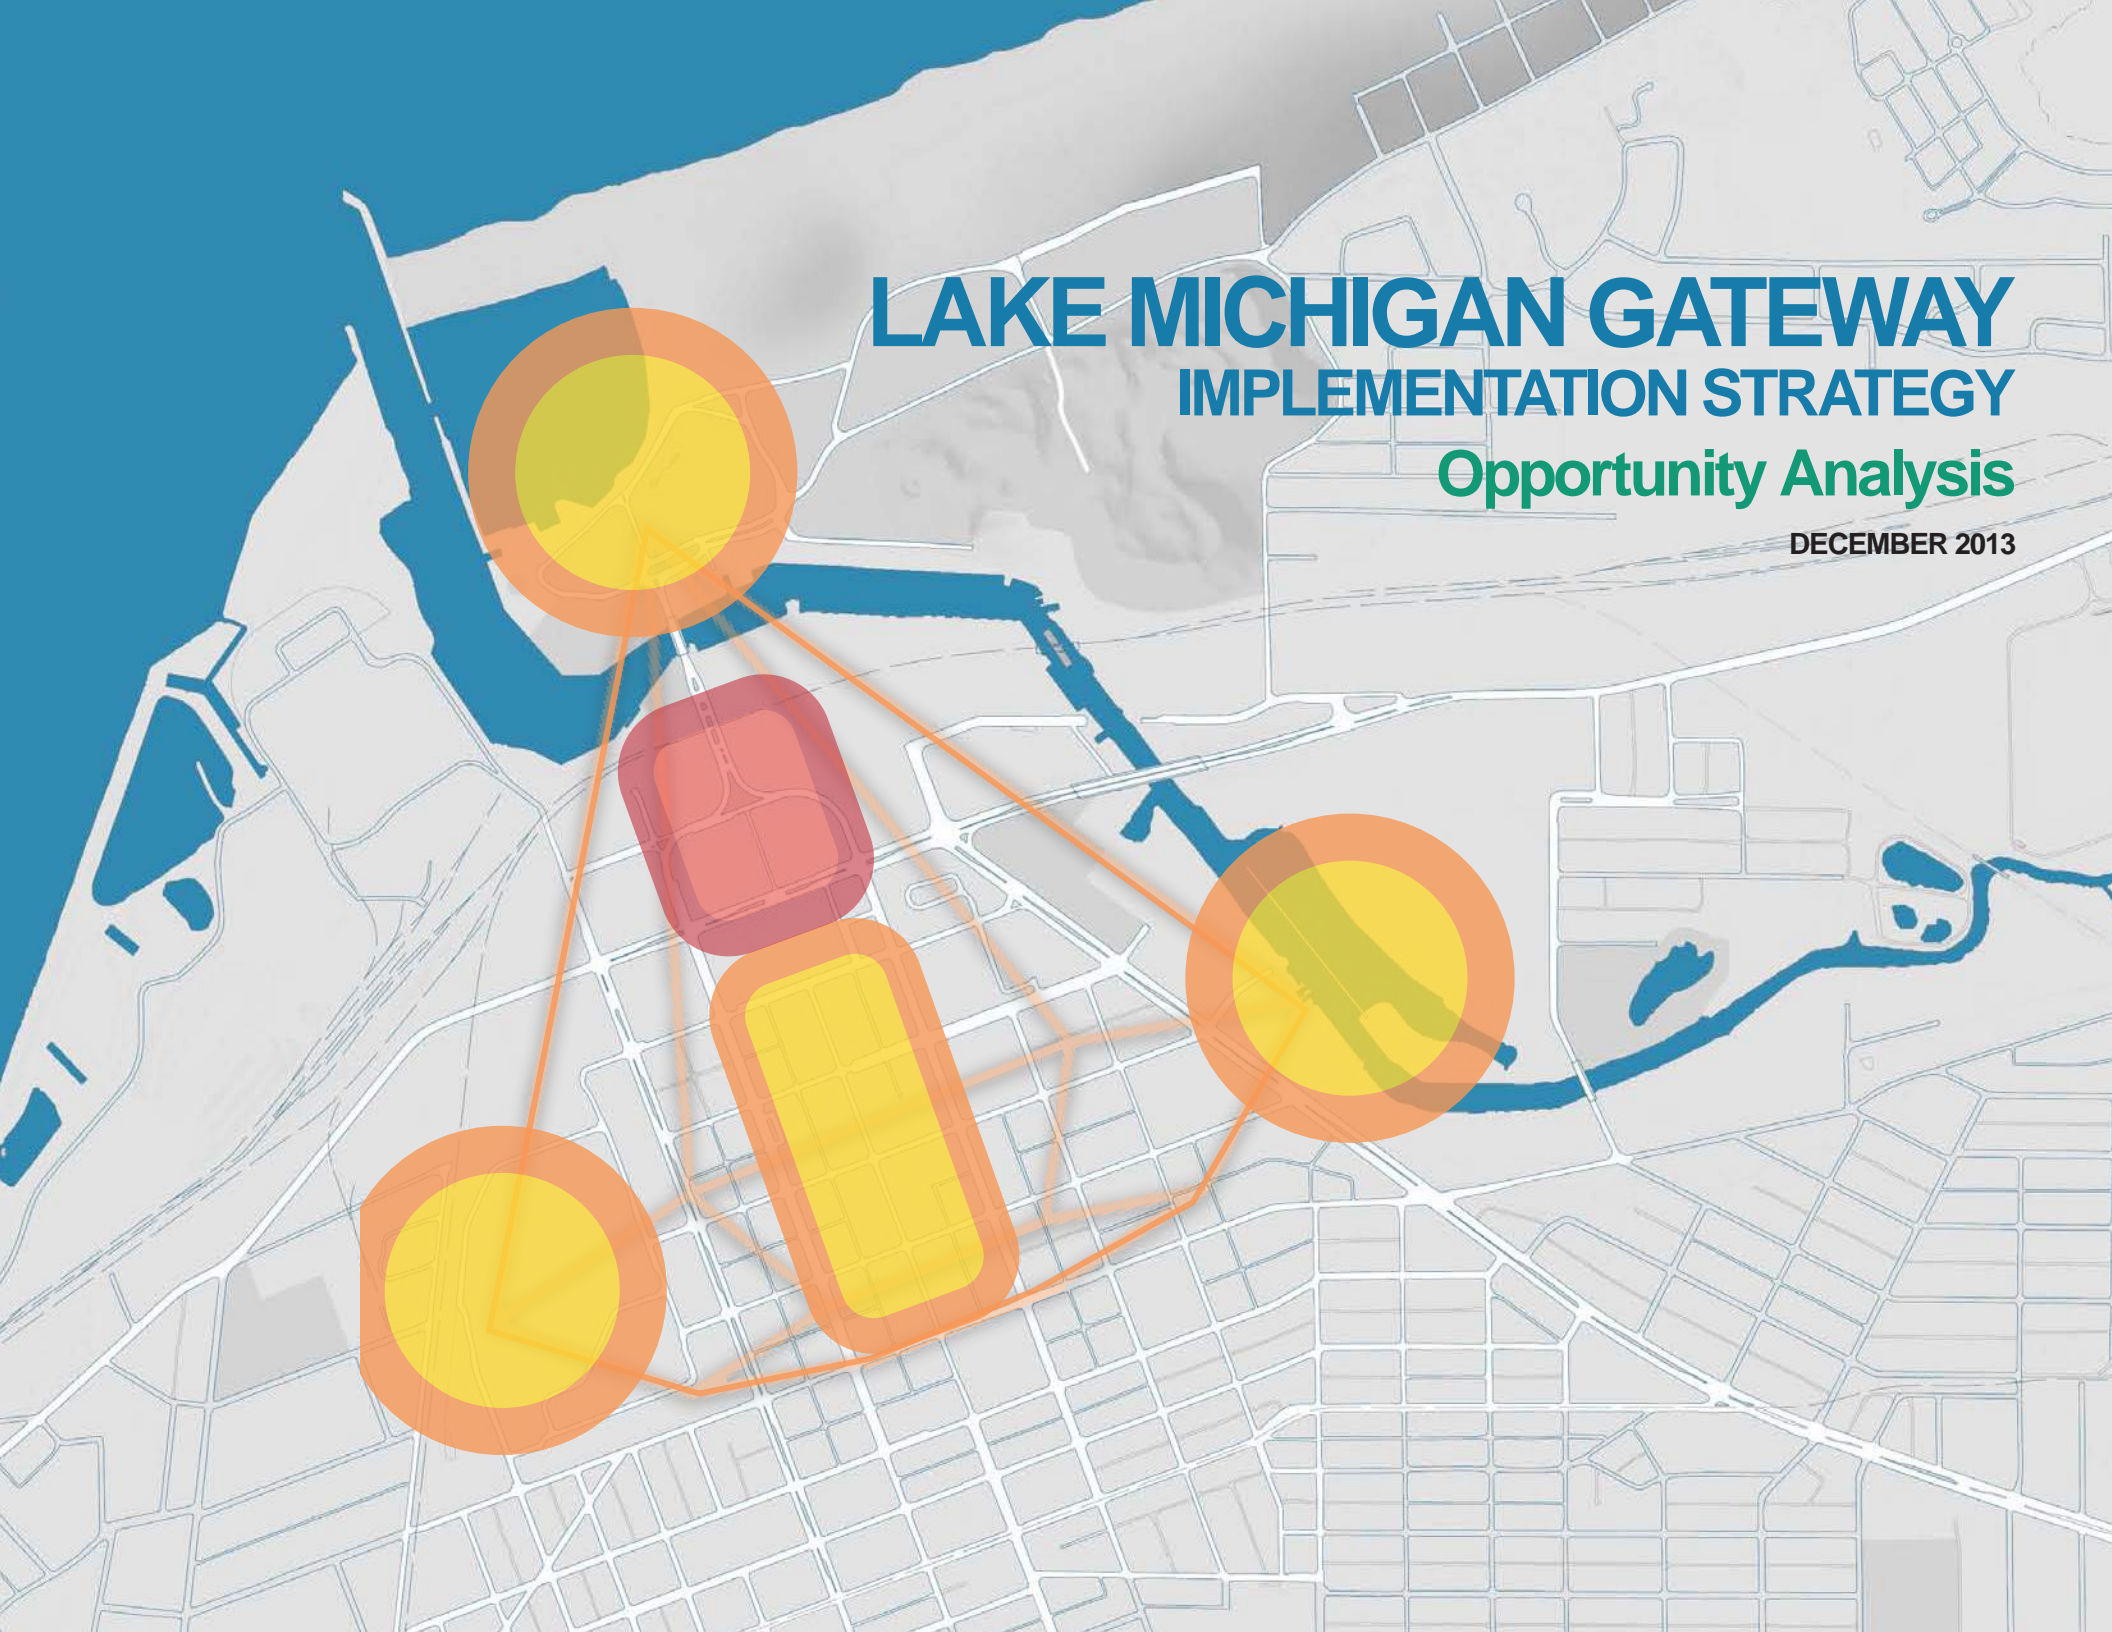 LAKE MICHIGAN GATEWAY
IMPLEMENTATION STRATEGY
Opportunity Analysis
DECEMBER 2013